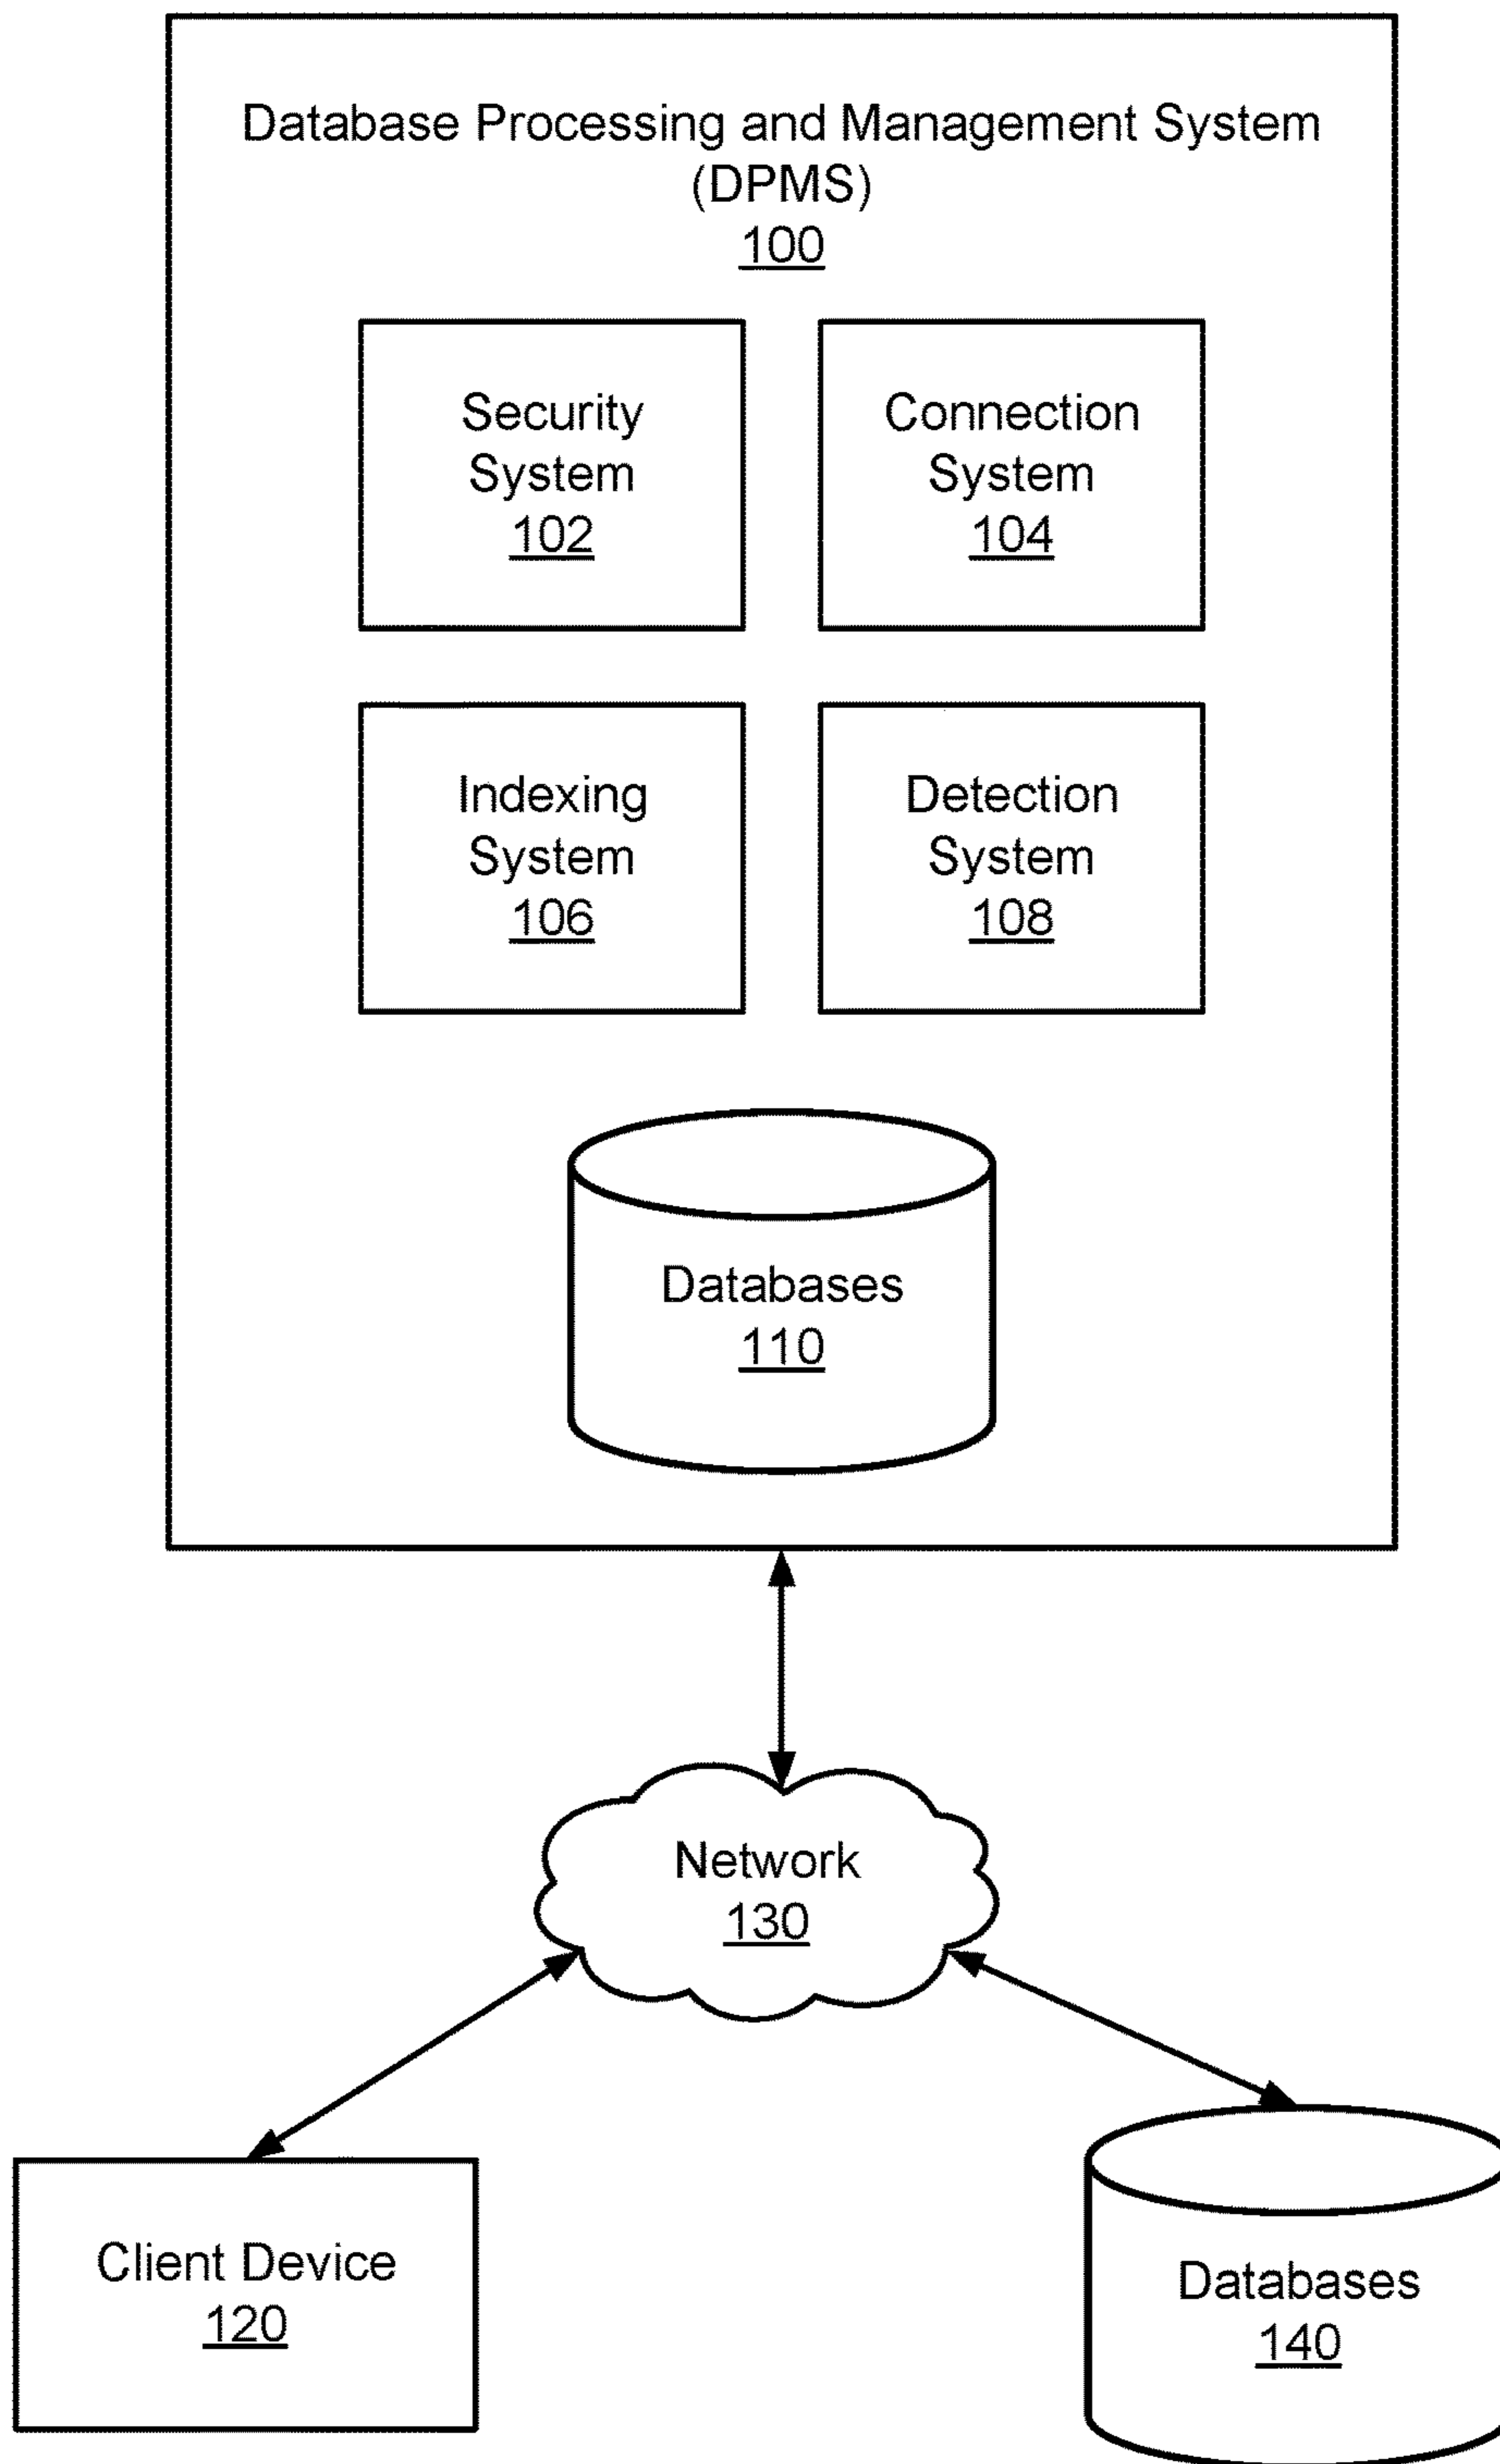 Database Processing and Management System
(DPMS)
100
Security
System
102
Connection
System
104
Indexing
System
106
Detection
System
108
Databases
110
Network
130
Client Device
120
Databases
140